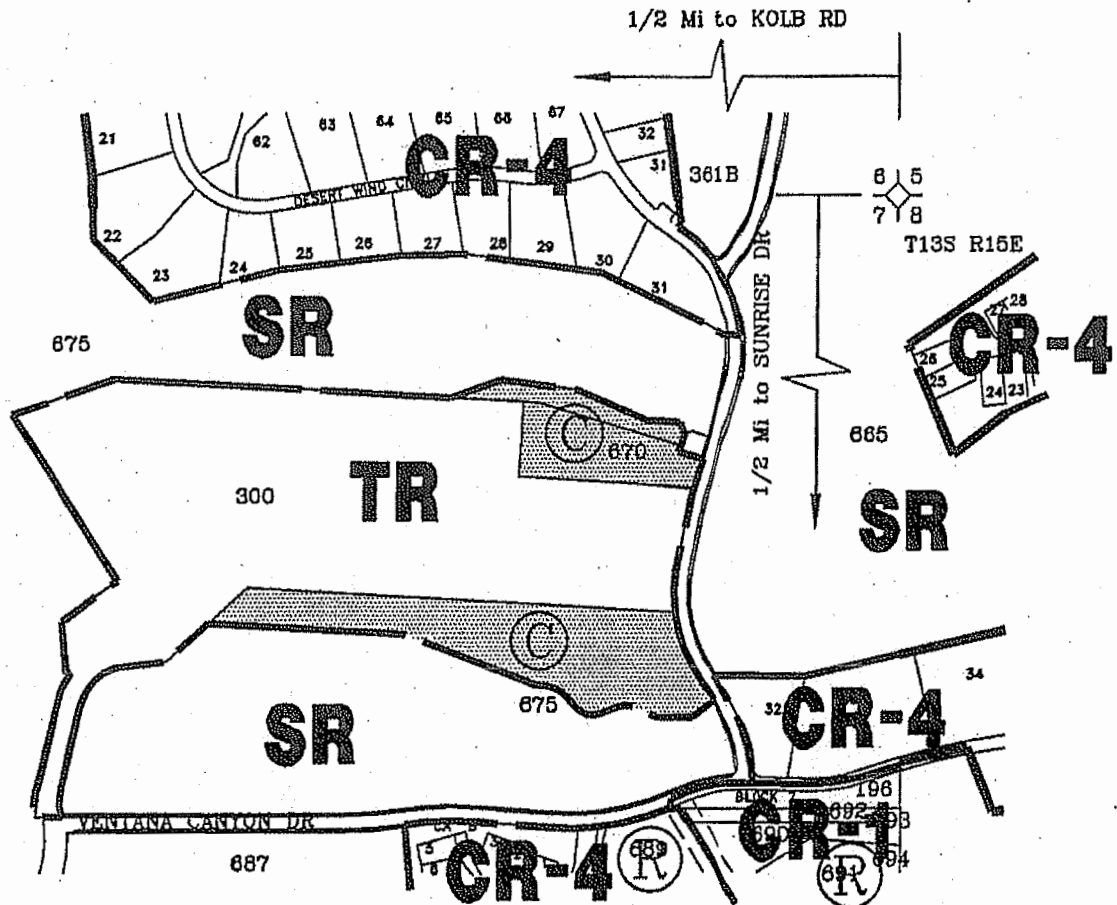 1/2 Mi to KOLB RD
21
62
63
64
65
66
67
32
31
CR-4
361B
6 5
7 8
DESERT WIND
T13S R15E
22
23
24
25
26
27
28
29
30
31
1/2 Mi to SUNRISE DR
675
SR
27 28
CR-4
26
25
24 23
C
670
665
TR
300
SR
C
675
34
32
CR-4
SR
BLOCK 7
196
692
CR-1
VENTANA CANYON DR
687
CR-4
689
R
690
694
691
R